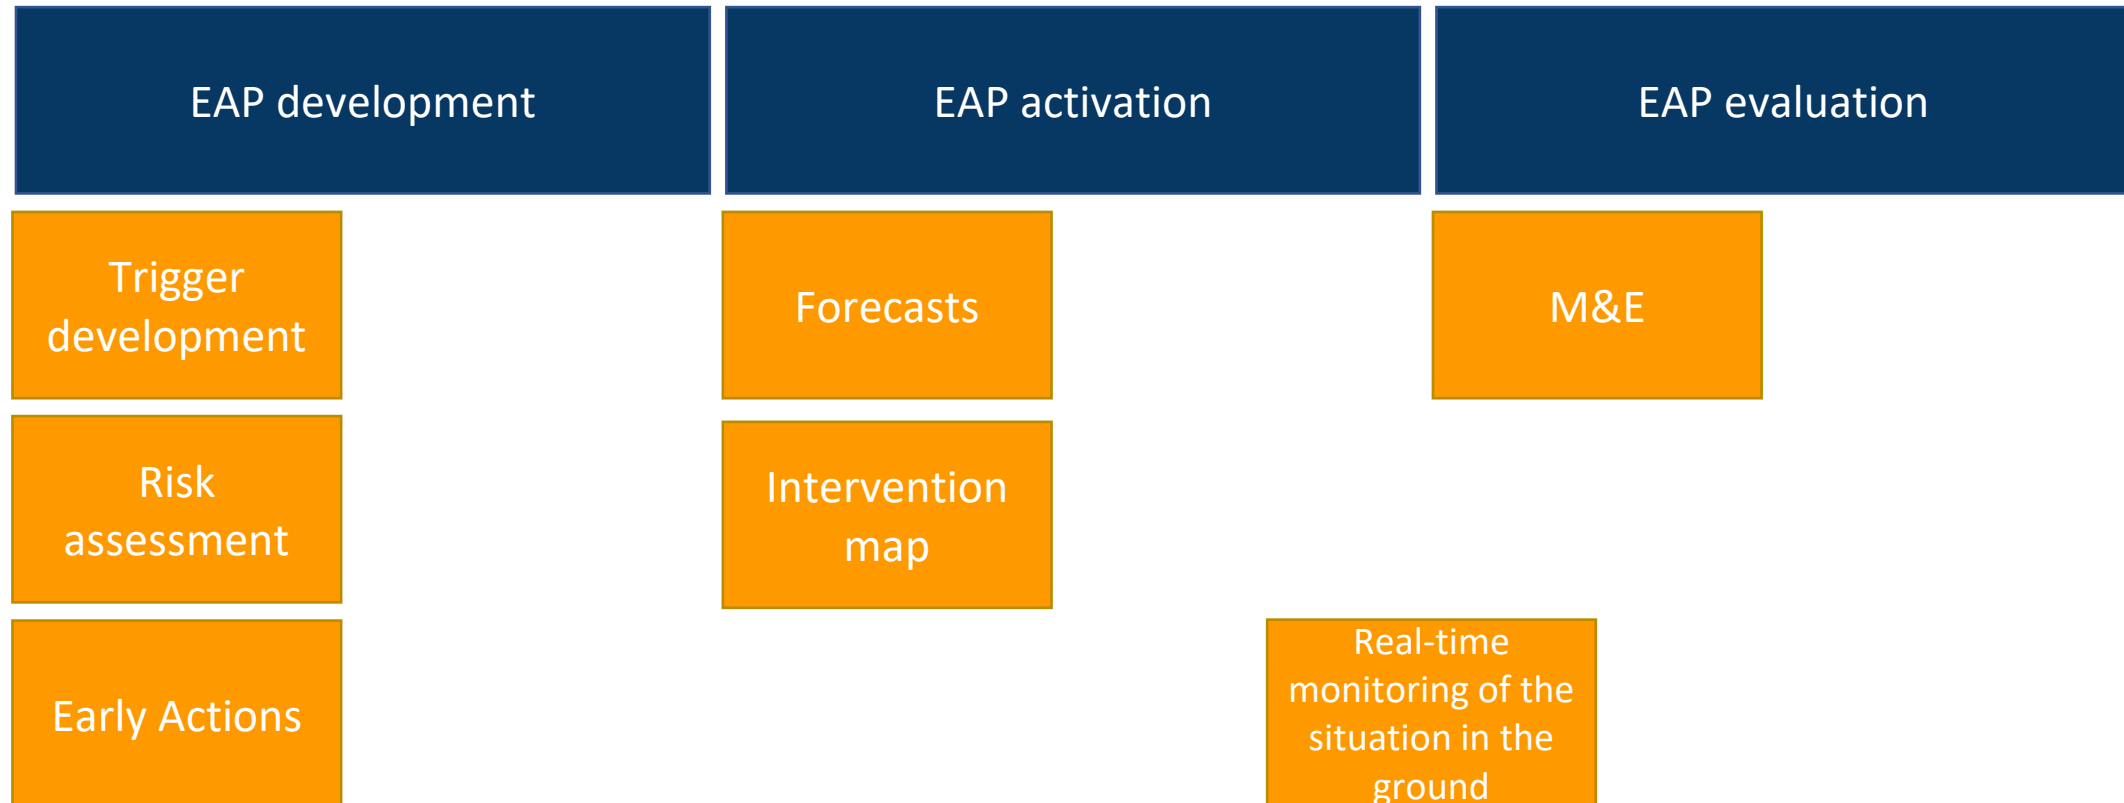 EAP development
EAP activation
EAP evaluation
Trigger
development
Forecasts
M&E
Risk
assessment
Intervention
map
Early Actions
Real-time
monitoring of the
situation in the
ground